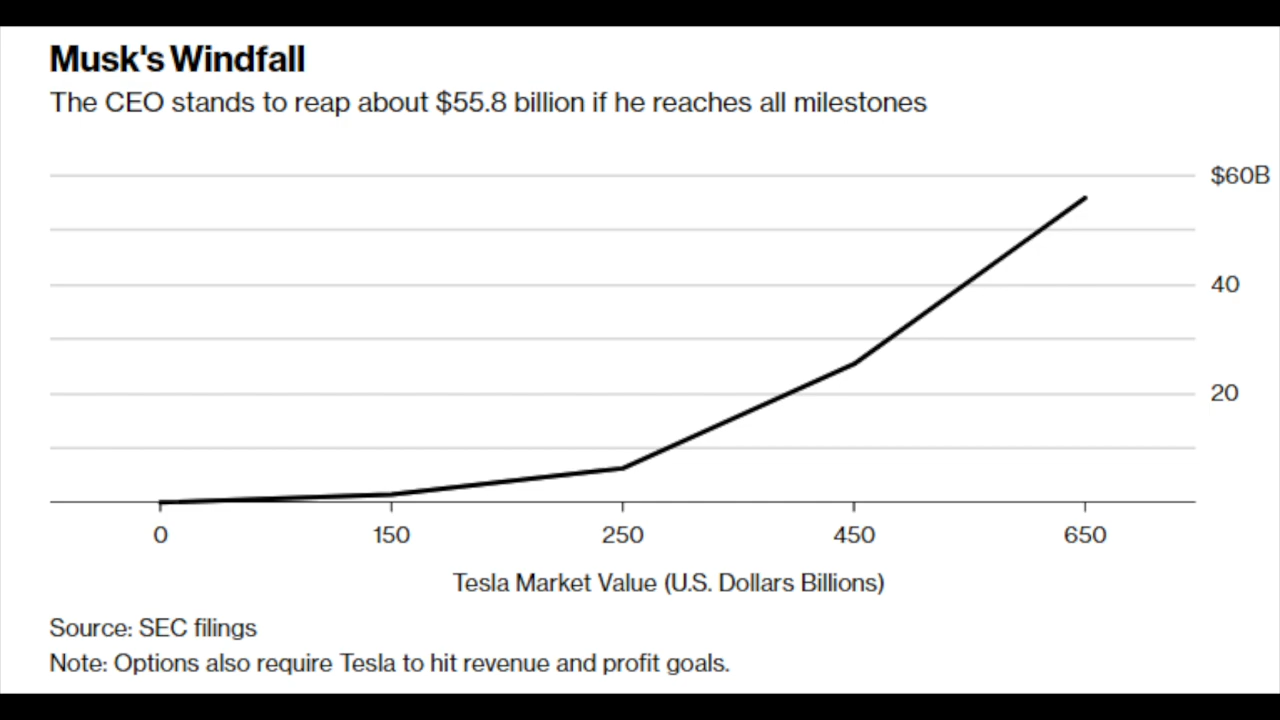 Musk's Windfall
The CEO stands to reap about $55.8 billion if he reaches all milestones
$60B
40
20
0 150 250 450 650
Tesla Market Value (U.S. Dollars Billions)
Source: SEC filings
Note: Options also require Tesla to hit revenue and profit goals.